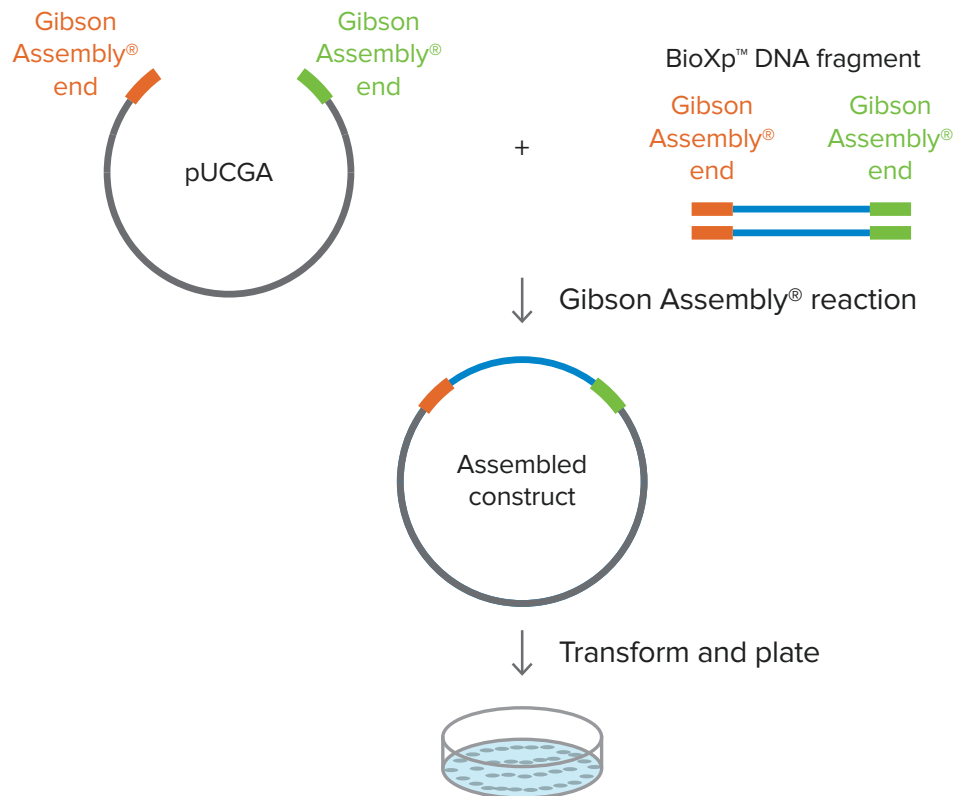 Gibson
Assembly®
end
Gibson
Assembly®
end
pUCGA
+
BioXp™ DNA fragment
Gibson
Assembly®
end
Gibson
Assembly®
end
Gibson Assembly® reaction
Assembled
construct
Transform and plate